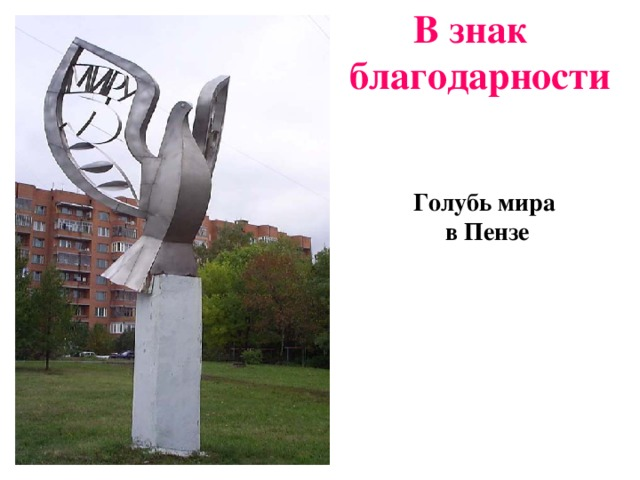 В знак
благодарности
Голубь мира
в Пензе
МИРУ